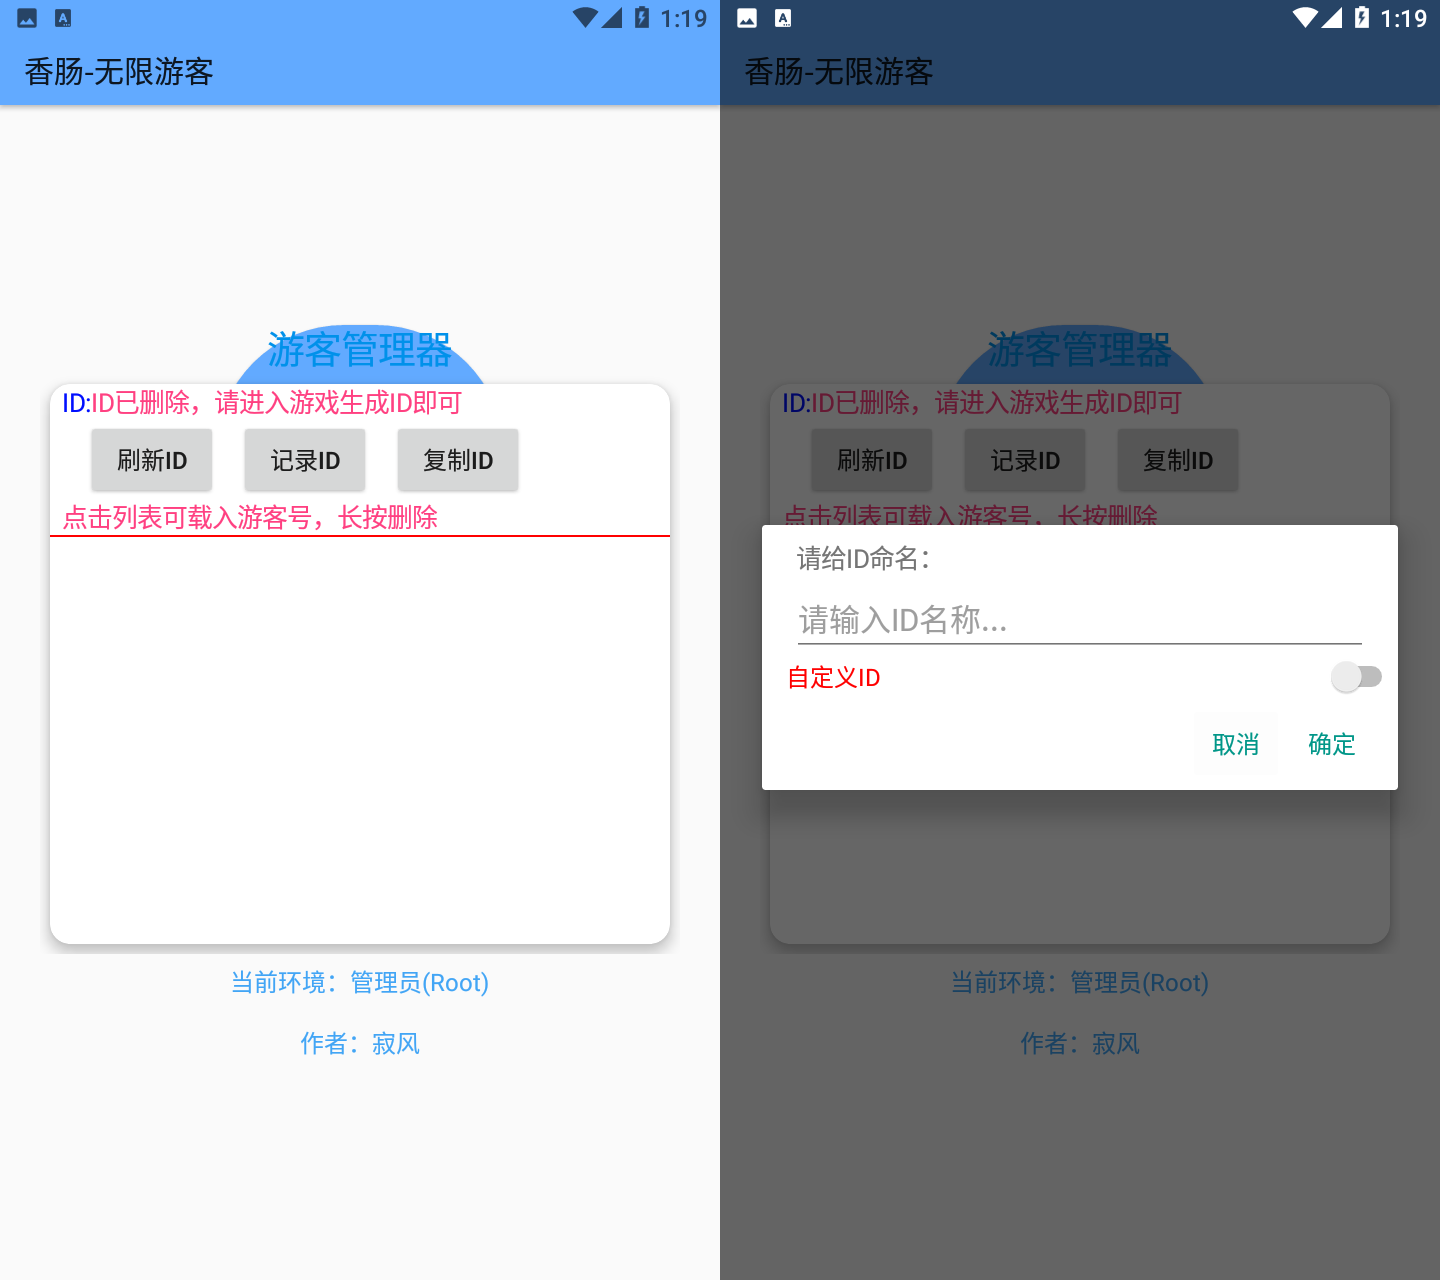 1:19
香肠-无限游客
游客管理器
ID:ID已删除，请进入游戏生成ID即可
刷新ID
记录ID
复制ID
点击列表可载入游客号，长按删除
当前环境：管理员(Root)
作者：寂风
1:19
香肠-无限游客
游客管理器
ID:ID已删除，请进入游戏生成ID即可
刷新ID
记录ID
复制ID
点击列表可载入游客号，长按删除
请给ID命名：
请输入ID名称...
自定义ID
取消
确定
当前环境：管理员(Root)
作者：寂风